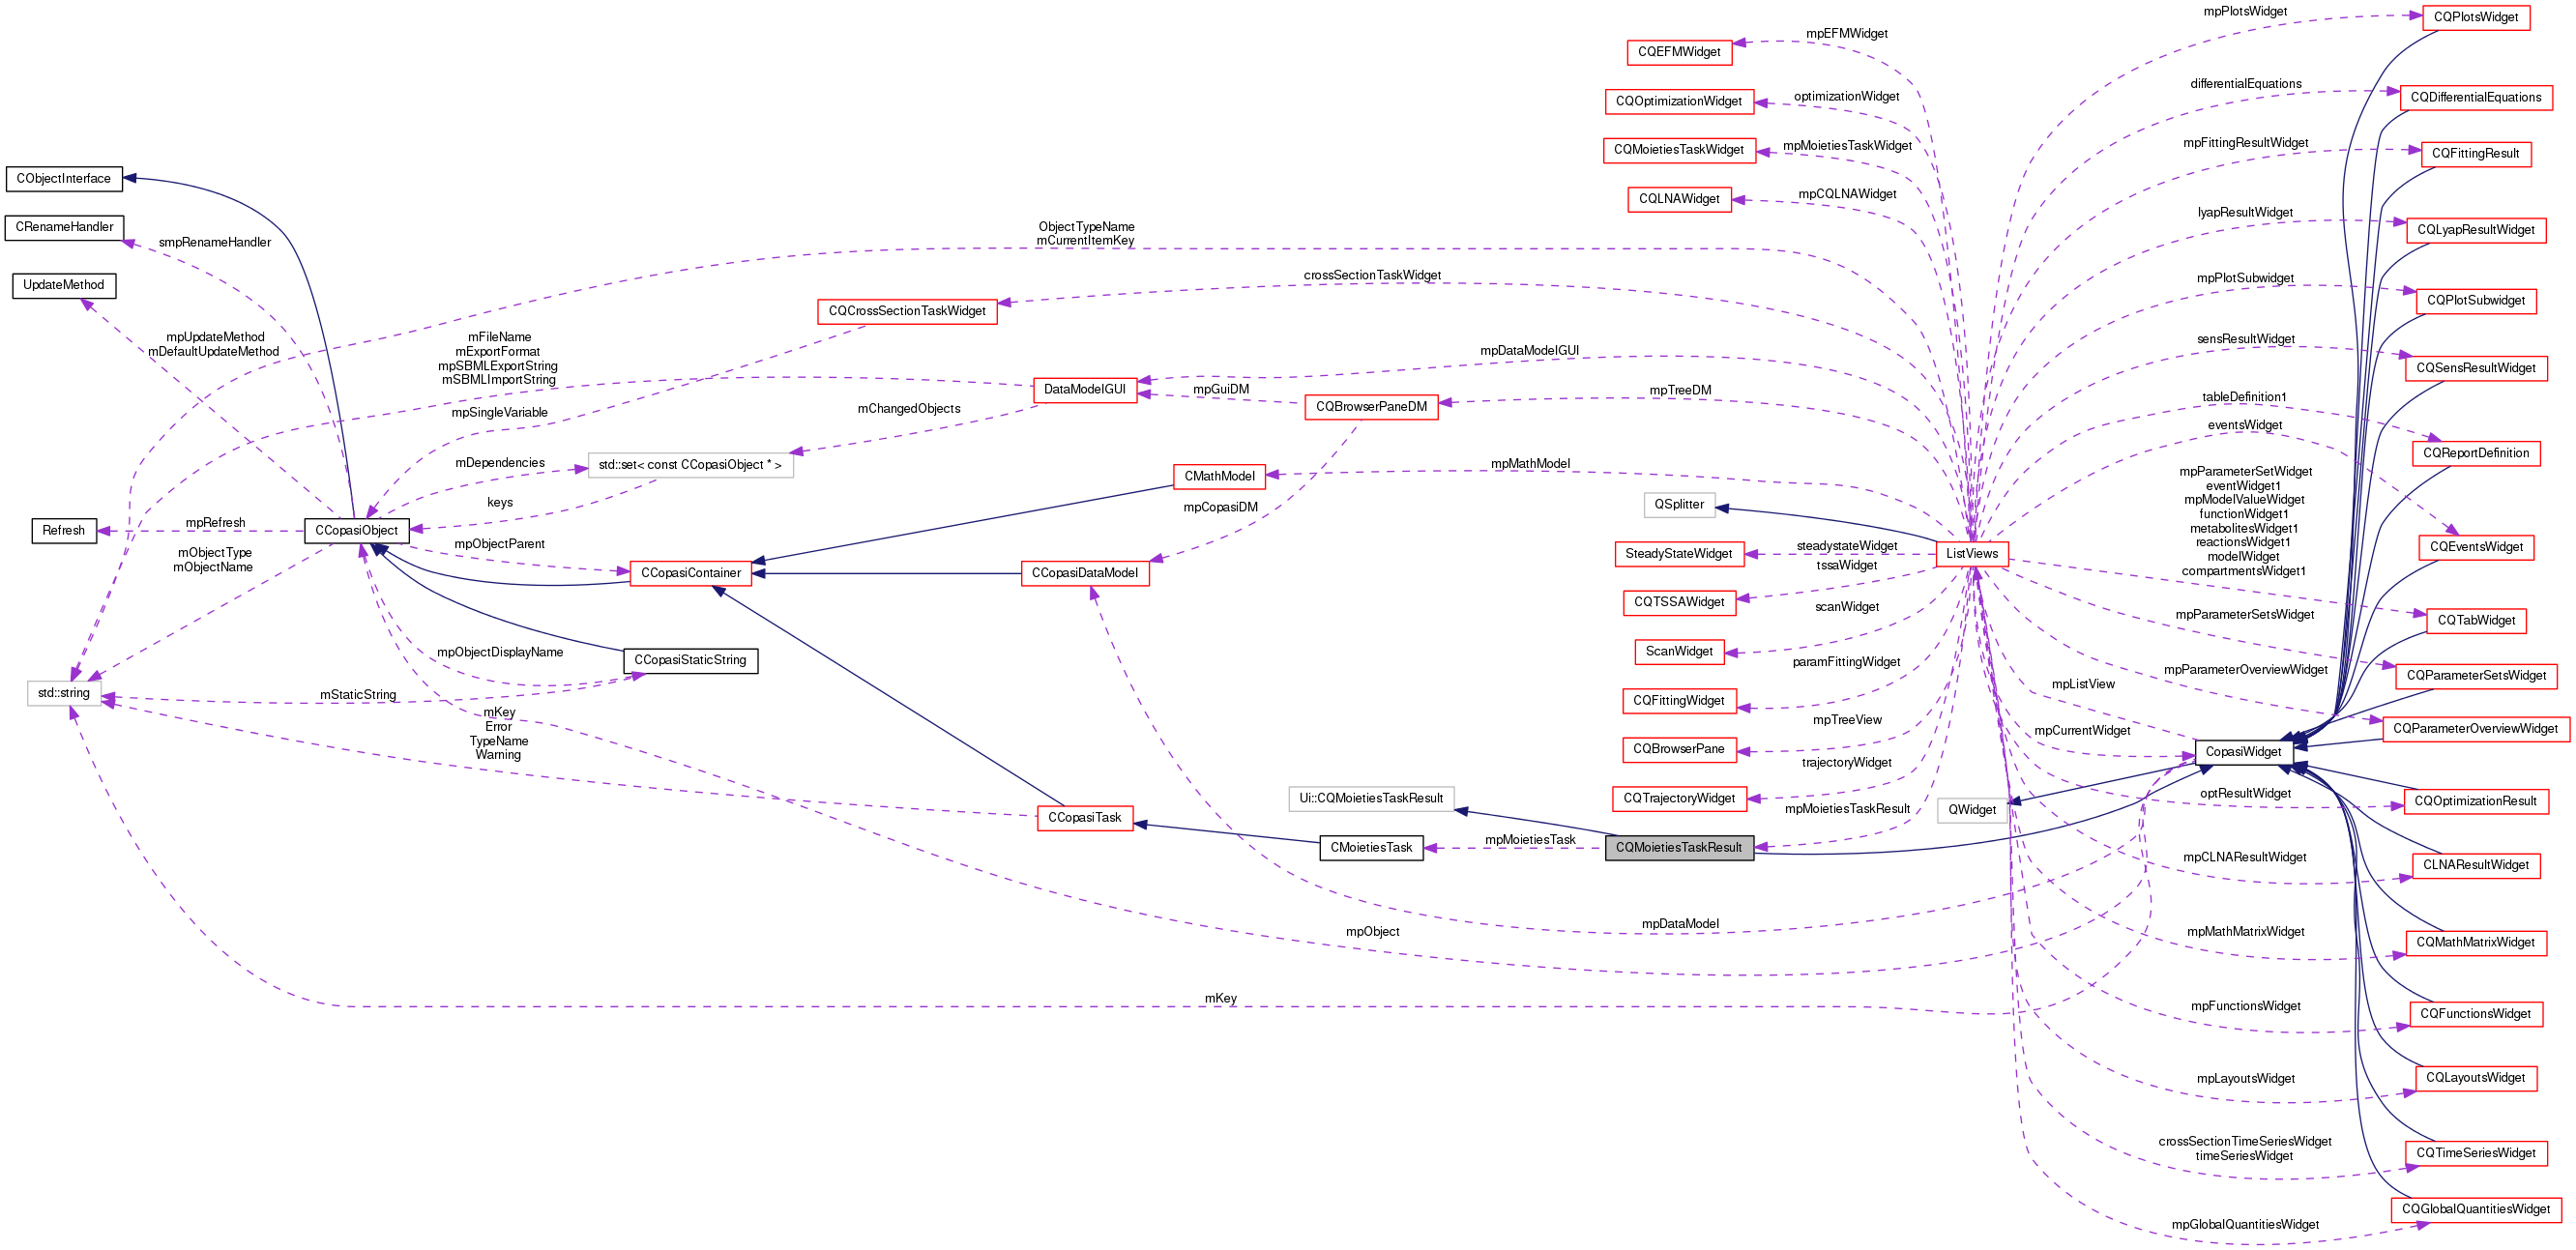 mpPlotsWidget
CQPlotsWidget
mpEFMWidget
CQEFMWidget
differentialEquations
CQDifferentialEquations
optimizationWidget
CQOptimizationWidget
mpFittingResultWidget
CQFittingResult
mpMoietiesTaskWidget
CQMoietiesTaskWidget
CObjectInterface
mpCQLNAWidget
CQLNAWidget
lyapResultWidget
CQLyapResultWidget
CRenameHandler
smpRenameHandler
ObjectTypeName
mCurrentItemKey
UpdateMethod
crossSectionTaskWidget
CQCrossSectionTaskWidget
mpPlotSubwidget
CQPlotSubwidget
mpUpdateMethod
mDefaultUpdateMethod
mFileName
mExportFormat
mpSBMLExportString
mSBMLImportString
mpDataModelGUI
DataModelGUI
mpGuiDM
CQBrowserPaneDM
mpTreeDM
sensResultWidget
CQSensResultWidget
mpSingleVariable
mChangedObjects
tableDefinition1
eventsWidget
CQReportDefinition
mDependencies
std::set< const CCopasiObject * >
keys
CMathModel
mpMathModel
mpCopasiDM
QSplitter
mpParameterSetWidget
eventWidget1
mpModelValueWidget
functionWidget1
metabolitesWidget1
reactionsWidget1
modelWidget
compartmentsWidget1
Refresh
mpRefresh
CCopasiObject
mpObjectParent
CCopasiContainer
CCopasiDataModel
SteadyStateWidget
steadystateWidget
ListViews
CQEventsWidget
mObjectType
mObjectName
tssaWidget
CQTSSAWidget
scanWidget
ScanWidget
mpParameterSetsWidget
CQTabWidget
mpObjectDisplayName
CCopasiStaticString
paramFittingWidget
CQFittingWidget
mpParameterOverviewWidget
CQParameterSetsWidget
std::string
mStaticString
mpListView
mKey
Error
TypeName
Warning
mpTreeView
CQBrowserPane
mpCurrentWidget
CopasiWidget
CQParameterOverviewWidget
trajectoryWidget
CQTrajectoryWidget
Ui::CQMoietiesTaskResult
QWidget
optResultWidget
CQOptimizationResult
CCopasiTask
mpMoietiesTaskResult
CMoietiesTask
mpMoietiesTask
CQMoietiesTaskResult
mpCLNAResultWidget
CLNAResultWidget
mpDataModel
mpObject
mpMathMatrixWidget
CQMathMatrixWidget
mKey
mpFunctionsWidget
CQFunctionsWidget
mpLayoutsWidget
CQLayoutsWidget
crossSectionTimeSeriesWidget
timeSeriesWidget
CQTimeSeriesWidget
mpGlobalQuantitiesWidget
CQGlobalQuantitiesWidget